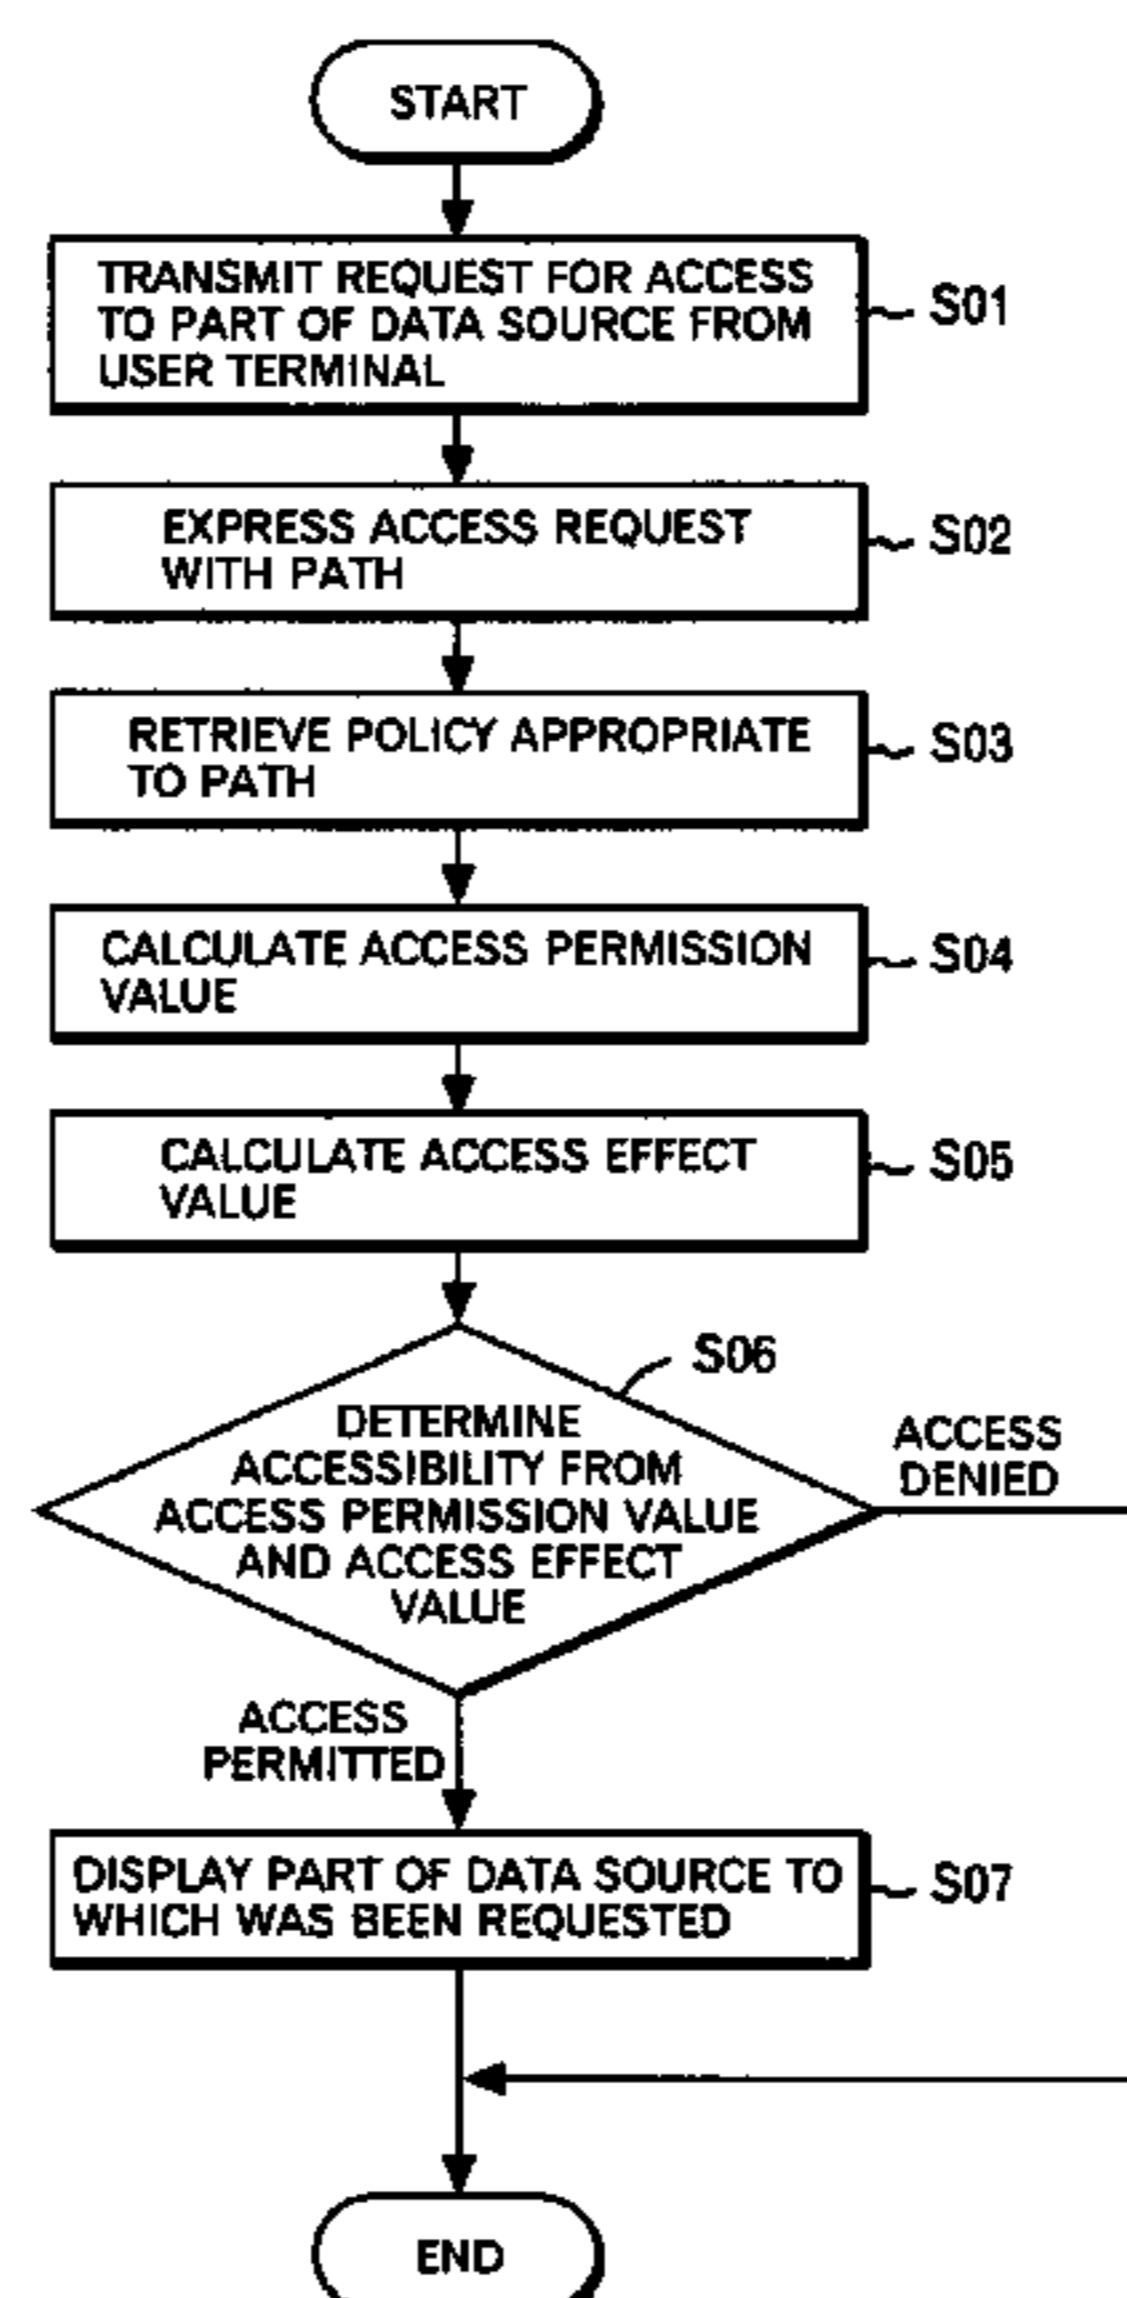 START
TRANSMIT REQUEST FOR ACCESS
TO PART OF DATA SOURCE FROM
USER TERMINAL
S01
EXPRESS ACCESS REQUEST
WITH PATH
S02
RETRIEVE POLICY APPROPRIATE
TO PATH
S03
CALCULATE ACCESS PERMISSION
VALUE
S04
CALCULATE ACCESS EFFECT
VALUE
S05
S06
DETERMINE
ACCESSIBILITY FROM
ACCESS PERMISSION VALUE
AND ACCESS EFFECT
VALUE
ACCESS
DENIED
ACCESS
PERMITTED
DISPLAY PART OF DATA SOURCE TO
WHICH WAS BEEN REQUESTED
S07
END